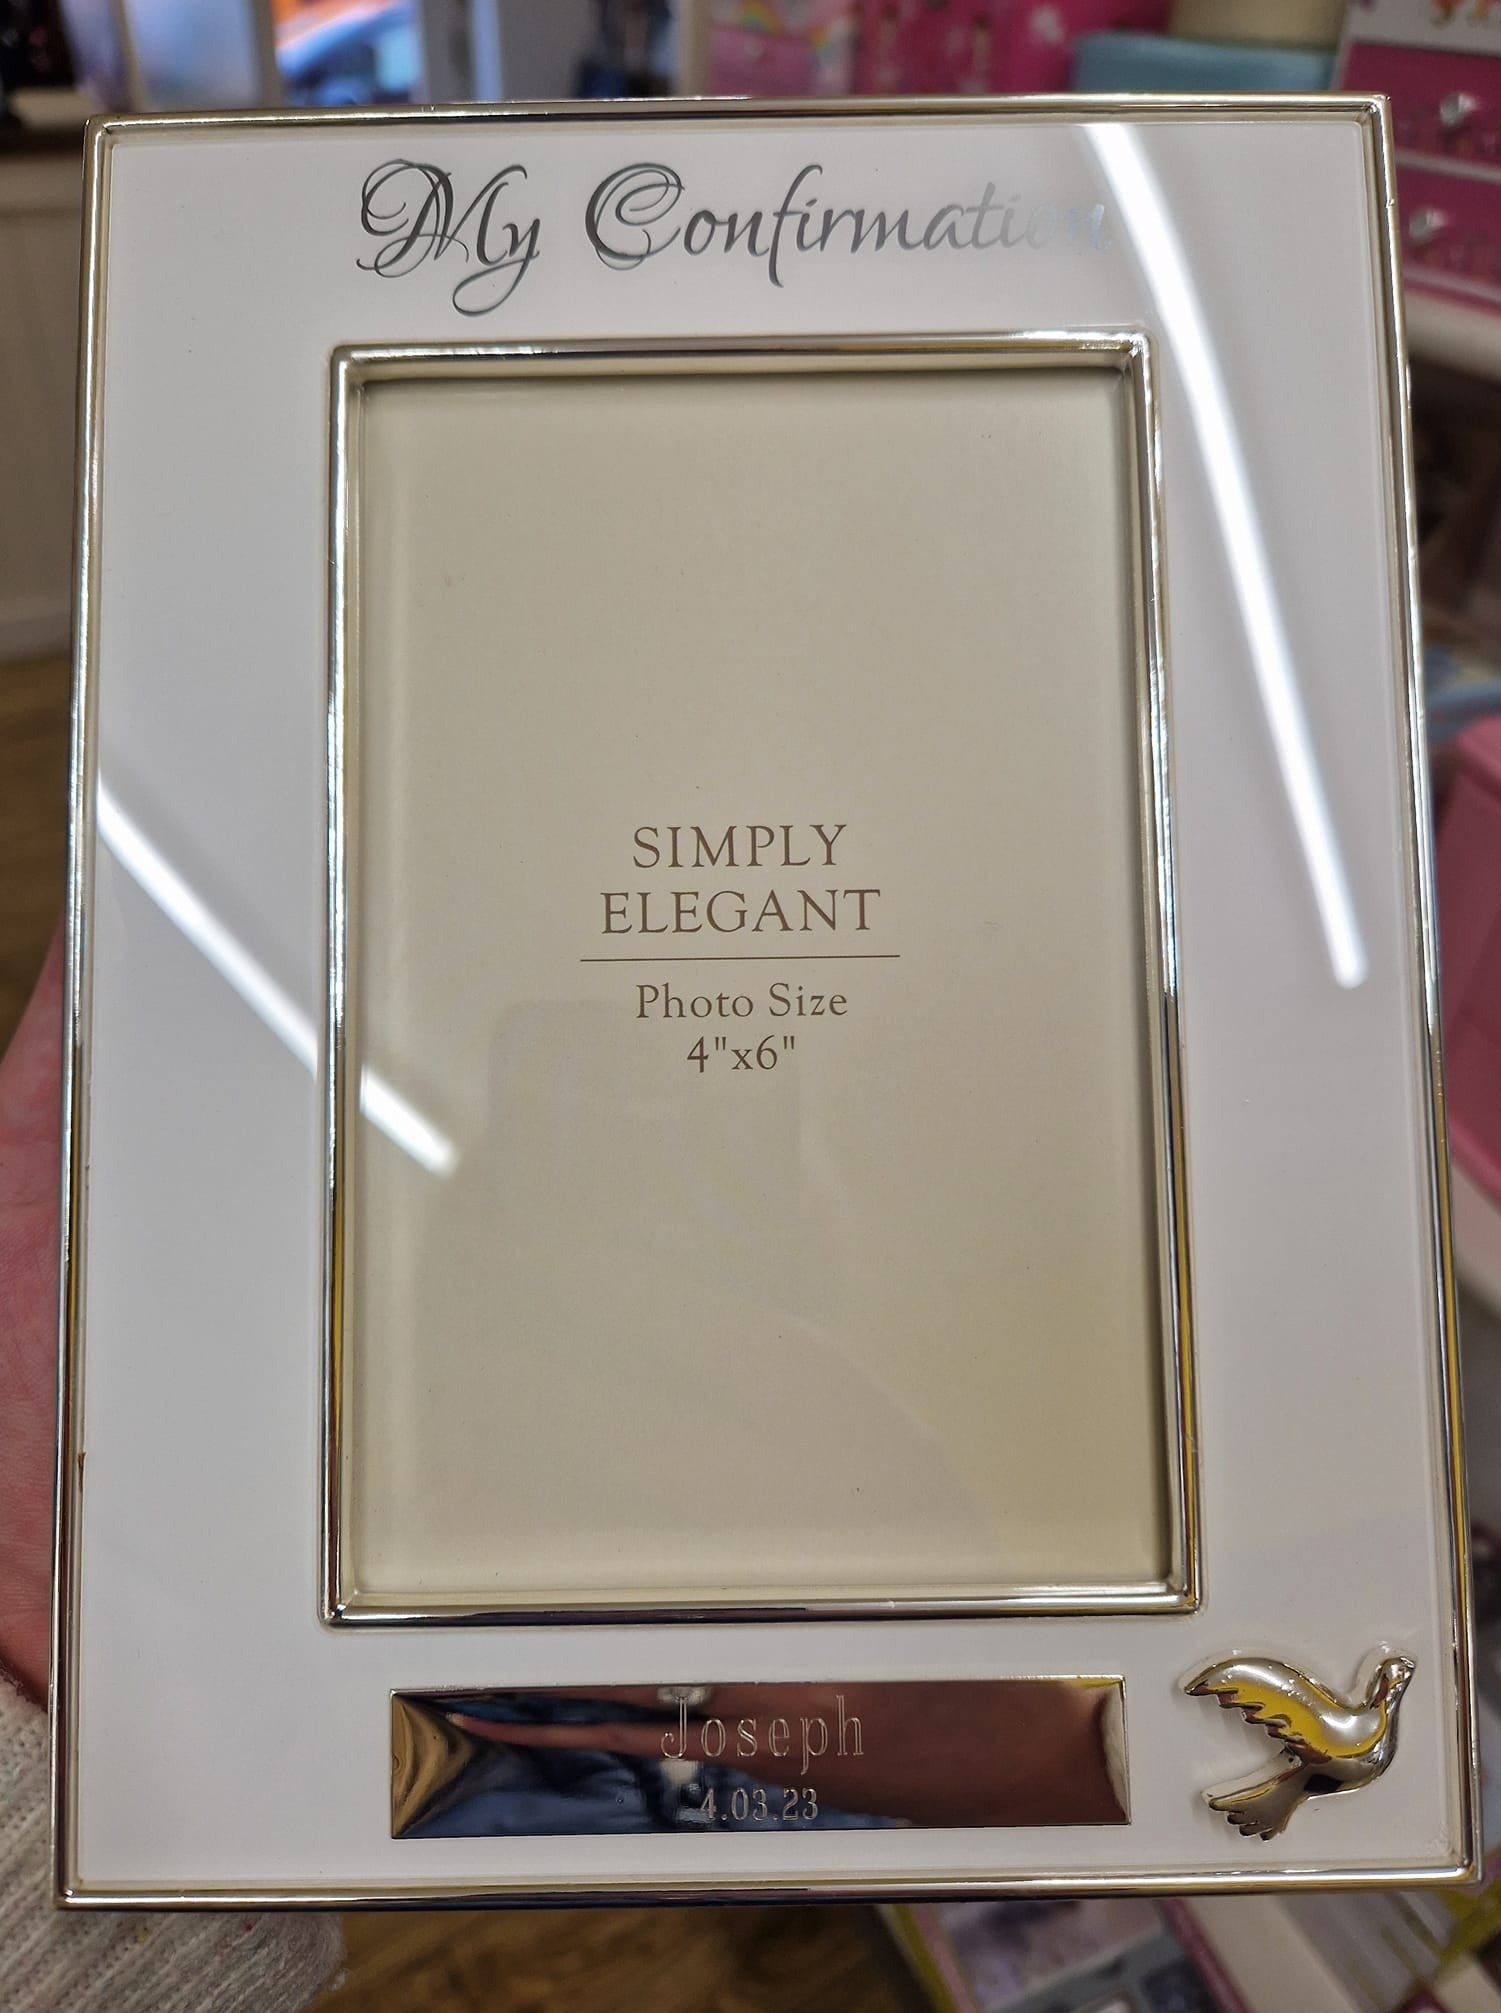 My Confirmation
SIMPLY
ELEGANT
Photo Size
4"x6"
Joseph
4.03.23